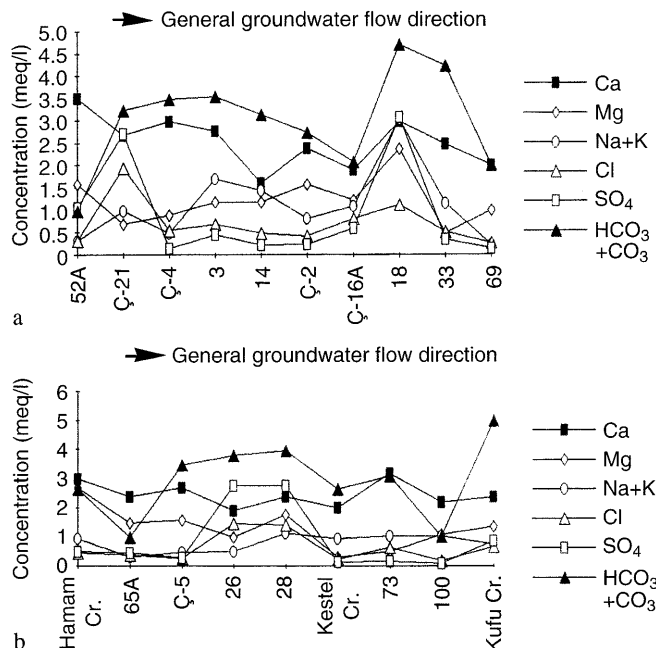 General groundwater flow direction
Concentration (meq/l)
5.0
4.5
4.0
3.5
3.0
2.5
2.0
1.5
1.0
0.5
0
52A
Ç-21
Ç-4
3
14
Ç-2
Ç-16A
18
33
69
Ca
Mg
Na+K
Cl
SO₄
HCO₃
+CO₃
a
General groundwater flow direction
Concentration (meq/l)
6
5
4
3
2
1
0
Hamam
Cr.
65A
Ç-5
26
28
Kestel
Cr.
73
100
Kufu Cr.
Ca
Mg
Na+K
Cl
SO₄
HCO₃
+CO₃
b